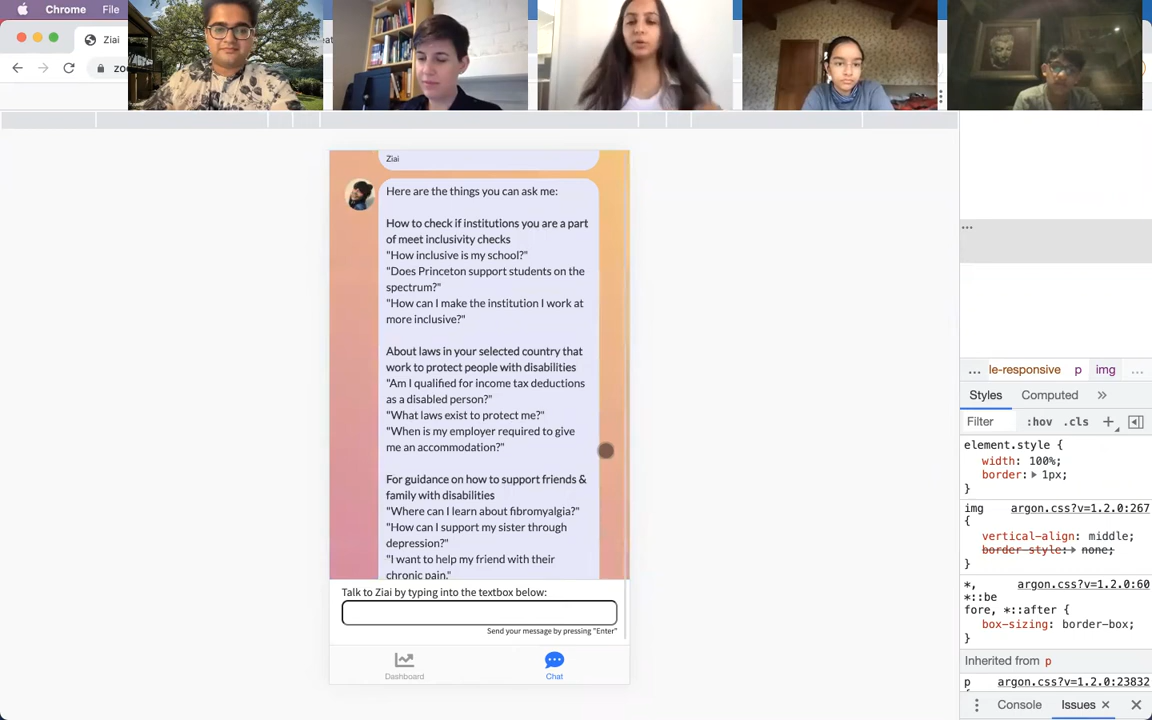 Chrome
File
Ziai
eat
zo
Ziai
Here are the things you can ask me:
How to check if institutions you are a part
of meet inclusivity checks
"How inclusive is my school?"
"Does Princeton support students on the
spectrum?"
"How can I make the institution I work at
more inclusive?"
About laws in your selected country that
work to protect people with disabilities
"Am I qualified for income tax deductions
as a disabled person?"
"What laws exist to protect me?"
"When is my employer required to give
me an accommodation?"
For guidance on how to support friends &
family with disabilities
"Where can I learn about fibromyalgia?"
"How can I support my sister through
depression?"
"I want to help my friend with their
chronic pain."
Talk to Ziai by typing into the textbox below:
Send your message by pressing "Enter"
Dashboard
Chat
... le-responsive p img ...
Styles Computed
Filter :hov .cls +
element.style {
width: 100%;
border: 1px;
}
img argon.css?v=1.2.0:267
{
vertical-align: middle;
border-style: none;
}
*, argon.css?v=1.2.0:60
*::be
fore, *::after {
box-sizing: border-box;
}
Inherited from p
p argon.css?v=1.2.0:23832
Console Issues